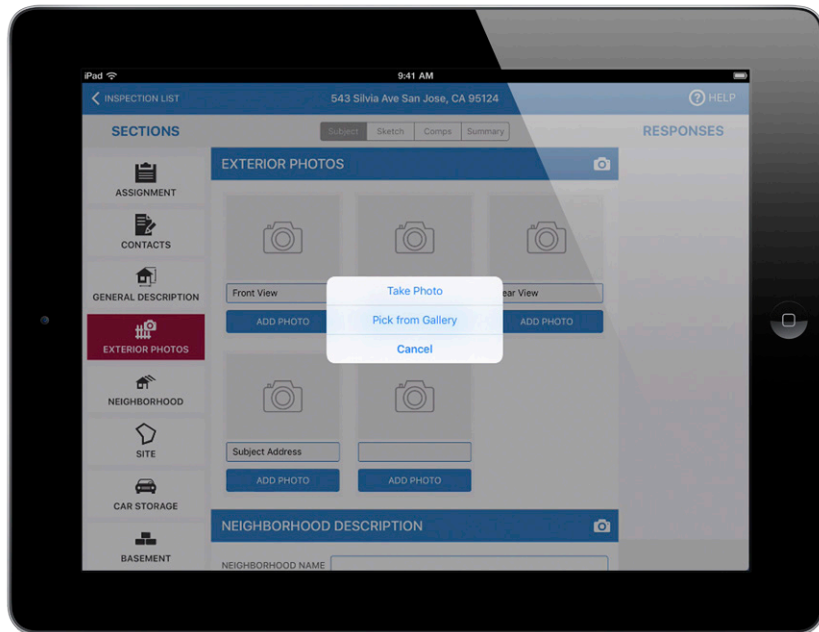 iPad 9:41 AM
INSPECTION LIST 543 Silvia Ave San Jose, CA 95124 HELP
SECTIONS Subject Sketch Comps Summary RESPONSES
EXTERIOR PHOTOS
ASSIGNMENT
CONTACTS
GENERAL DESCRIPTION
EXTERIOR PHOTOS
NEIGHBORHOOD
SITE
CAR STORAGE
BASEMENT
Front View ear View
ADD PHOTO ADD PHOTO
Take Photo
Pick from Gallery
Cancel
Subject Address
ADD PHOTO ADD PHOTO
NEIGHBORHOOD DESCRIPTION
NEIGHBORHOOD NAME